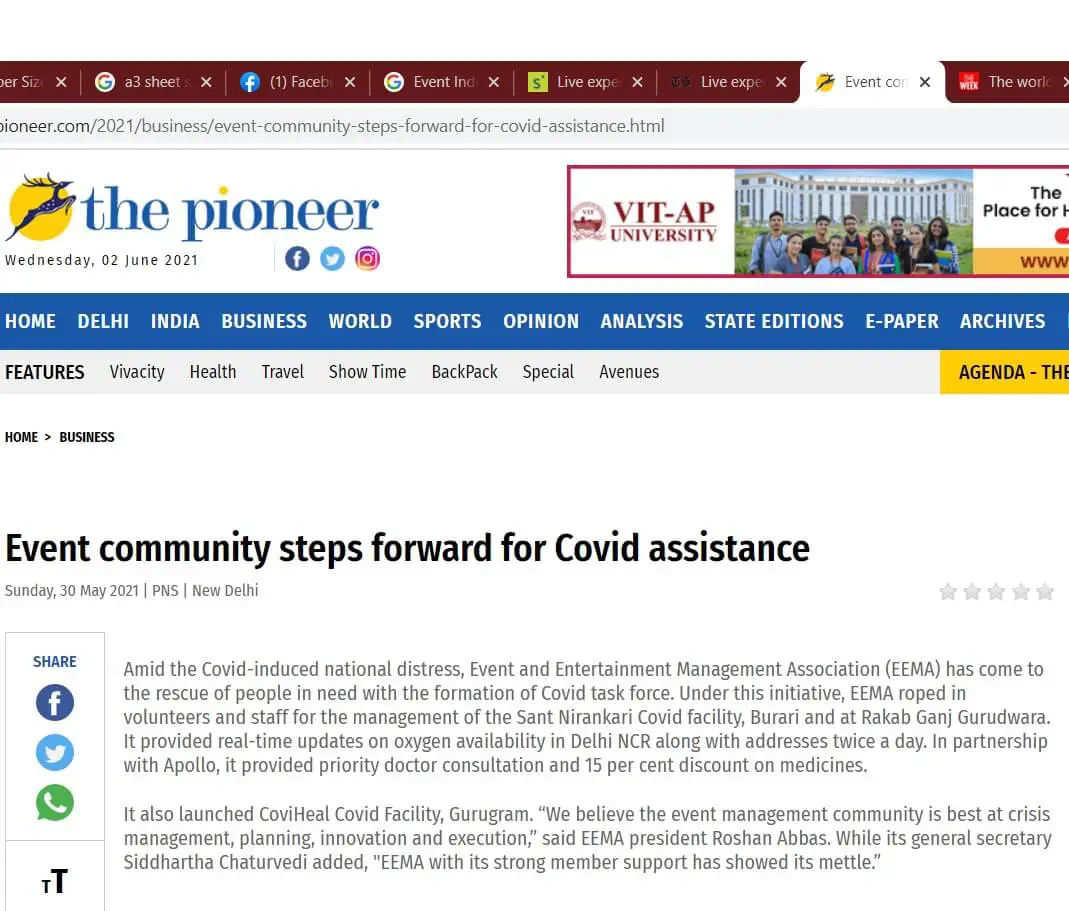 a3 sheet s
(1) Faceb
Event Ind
Live expe
Live expe
Event con
THE WEEK
The world
ioneer.com/2021/business/event-community-steps-forward-for-covid-assistance.html
the pioneer
Wednesday, 02 June 2021
VIT-AP
UNIVERSITY
The
Place for H
WWW
HOME DELHI INDIA BUSINESS WORLD SPORTS OPINION ANALYSIS STATE EDITIONS E-PAPER ARCHIVES
FEATURES Vivacity Health Travel Show Time BackPack Special Avenues
AGENDA - THE
HOME > BUSINESS
Event community steps forward for Covid assistance
Sunday, 30 May 2021 | PNS | New Delhi
SHARE
Amid the Covid-induced national distress, Event and Entertainment Management Association (EEMA) has come to
the rescue of people in need with the formation of Covid task force. Under this initiative, EEMA roped in
volunteers and staff for the management of the Sant Nirankari Covid facility, Burari and at Rakab Ganj Gurudwara.
It provided real-time updates on oxygen availability in Delhi NCR along with addresses twice a day. In partnership
with Apollo, it provided priority doctor consultation and 15 per cent discount on medicines.
It also launched CoviHeal Covid Facility, Gurugram. “We believe the event management community is best at crisis
management, planning, innovation and execution,” said EEMA president Roshan Abbas. While its general secretary
Siddhartha Chaturvedi added, "EEMA with its strong member support has showed its mettle.”
TT